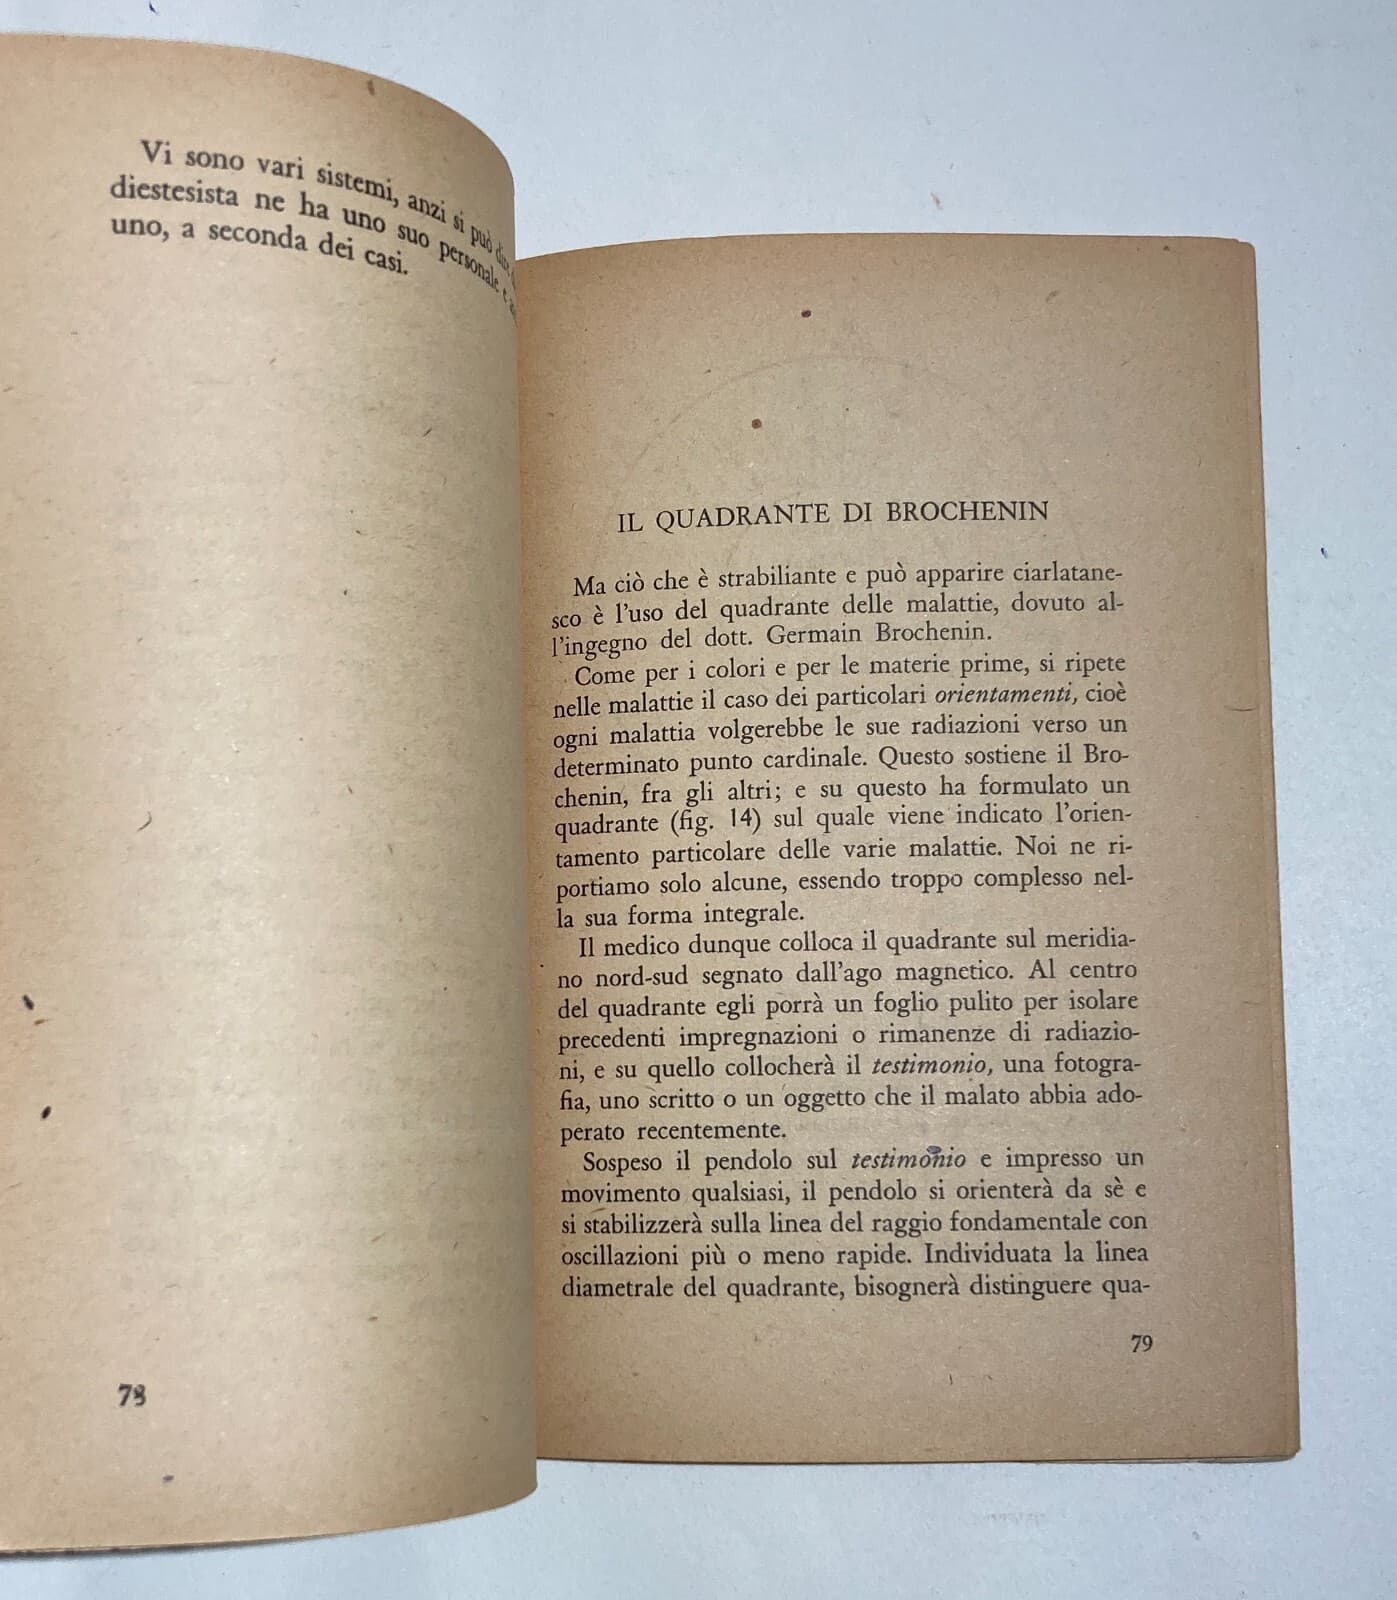 Vi sono vari sistemi, anzi si può
diestesista ne ha uno suo personale e
uno, a seconda dei casi.
78
IL QUADRANTE DI BROCHENIN
Ma ciò che è strabiliante e può apparire ciarlatane-
sco è l'uso del quadrante delle malattie, dovuto al-
l'ingegno del dott. Germain Brochenin.
Come per i colori e per le materie prime, si ripete
nelle malattie il caso dei particolari orientamenti, cioè
ogni malattia volgerebbe le sue radiazioni verso un
determinato punto cardinale. Questo sostiene il Bro-
chenin, fra gli altri; e su questo ha formulato un
quadrante (fig. 14) sul quale viene indicato l'orien-
tamento particolare delle varie malattie. Noi ne ri-
portiamo solo alcune, essendo troppo complesso nel-
la sua forma integrale.
Il medico dunque colloca il quadrante sul meridia-
no nord-sud segnato dall'ago magnetico. Al centro
del quadrante egli porrà un foglio pulito per isolare
precedenti impregnazioni o rimanenze di radiazio-
ni, e su quello collocherà il testimonio, una fotogra-
fia, uno scritto o un oggetto che il malato abbia ado-
perato recentemente.
Sospeso il pendolo sul testimonio e impresso un
movimento qualsiasi, il pendolo si orienterà da sè e
si stabilizzerà sulla linea del raggio fondamentale con
oscillazioni più o meno rapide. Individuata la linea
diametrale del quadrante, bisognerà distinguere qua-
79